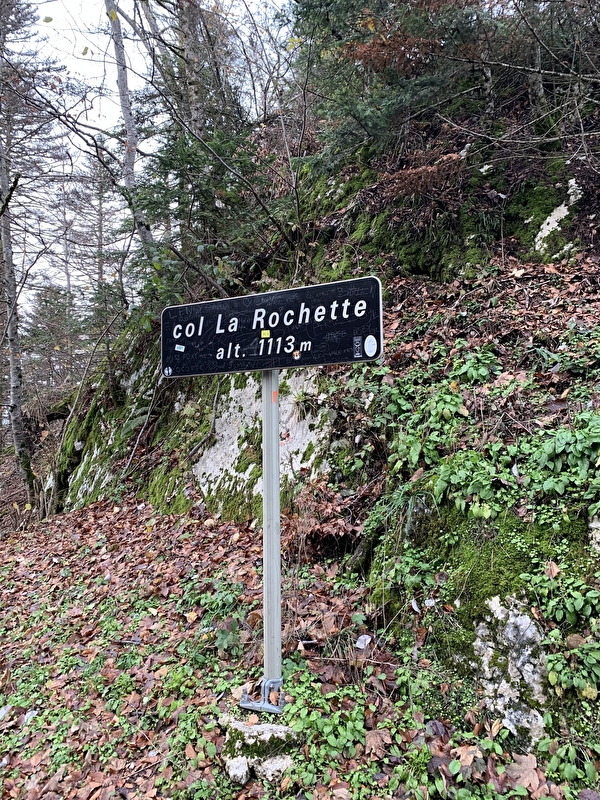 col La Rochette
alt. 1113 m